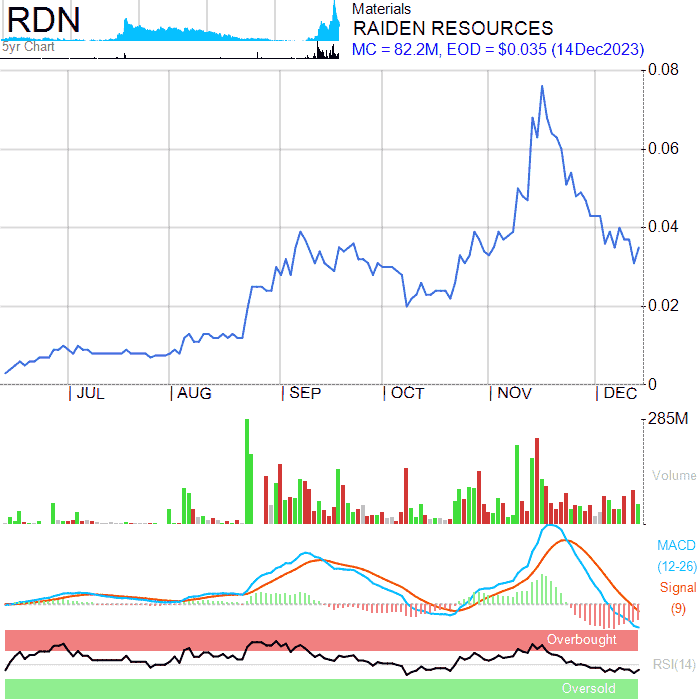 RDN
5yr Chart
Materials
RAIDEN RESOURCES
MC = 82.2M, EOD = $0.035 (14Dec2023)
0.08
0.06
0.04
0.02
0
JUL AUG SEP OCT NOV DEC
285M
Volume
MACD
(12-26)
Signal
(9)
Overbought
RSI(14)
Oversold